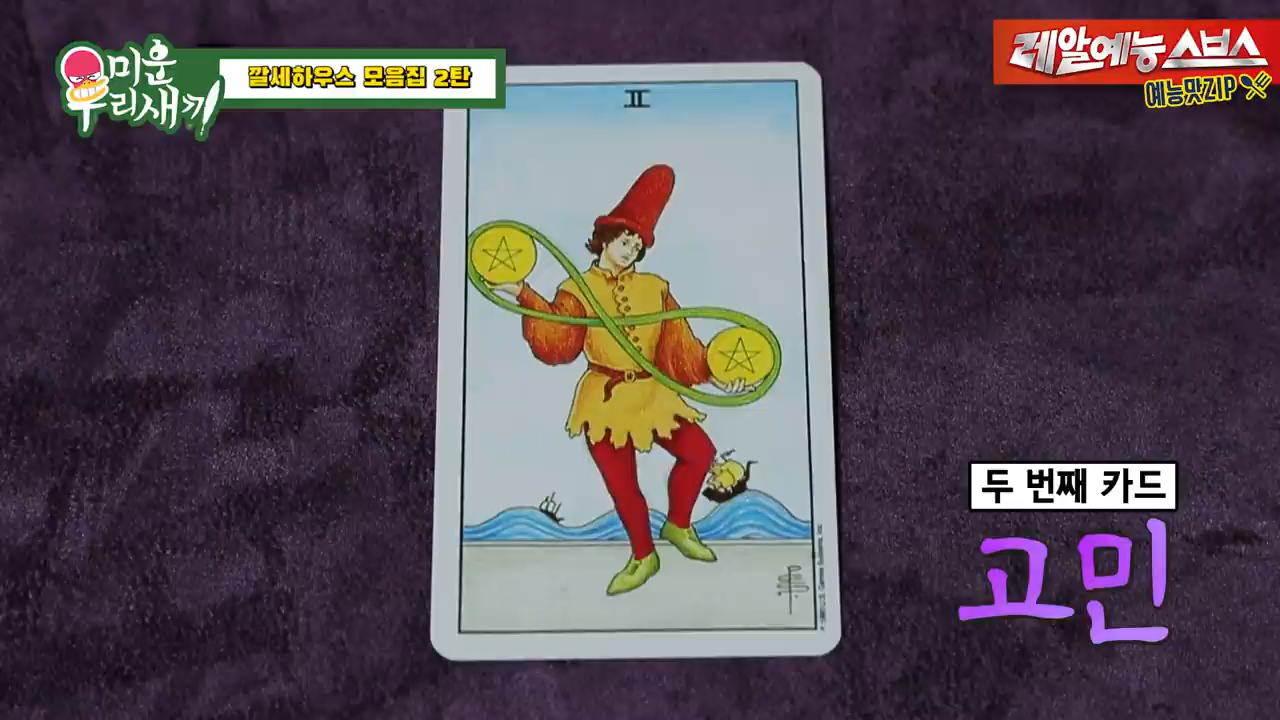 미운
우리새끼
깔세하우스 모음집 2탄
레알예능 스브스
예능맛ZIP
II
두 번째 카드
고민